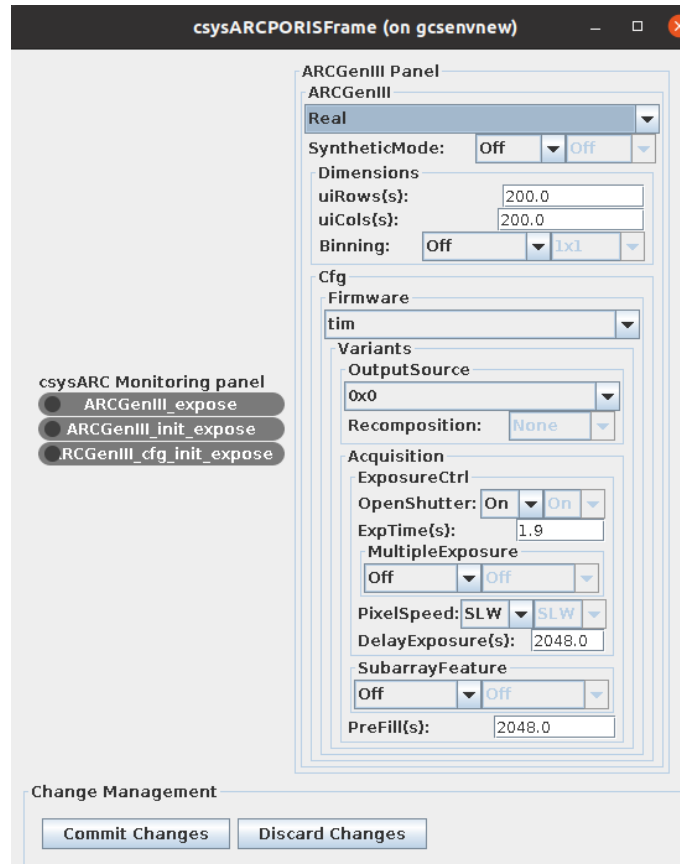 csysARCPORISFrame (on gcsenvnew)
ARCGenIII Panel
ARCGenIII
Real
SyntheticMode: Off Off
Dimensions
uiRows{s}: 200.0
uiCols{s}: 200.0
Binning: Off 1x1
Cfg
Firmware
tim
Variants
OutputSource
0x0
Recomposition: None
Acquisition
ExposureCtrl
OpenShutter: On On
ExpTime{s}: 1.9
MultipleExposure
Off Off
PixelSpeed: SLW SLW
DelayExposure{s}: 2048.0
SubarrayFeature
Off Off
PreFill{s}: 2048.0
csysARC Monitoring panel
ARCGenIII_expose
ARCGenIII_init_expose
RCGenIII_cfg_init_expose
Change Management
Commit Changes Discard Changes